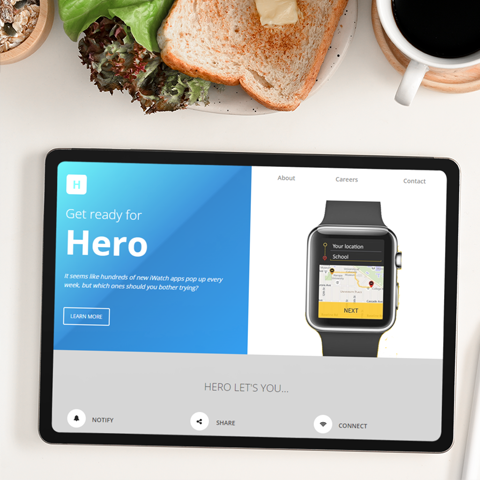 H
About Careers Contact
Get ready for
Hero
It seems like hundreds of new iWatch apps pop up every
week, but which ones should you bother trying?
LEARN MORE
Your location
School
NEXT
HERO LET'S YOU...
NOTIFY
SHARE
CONNECT